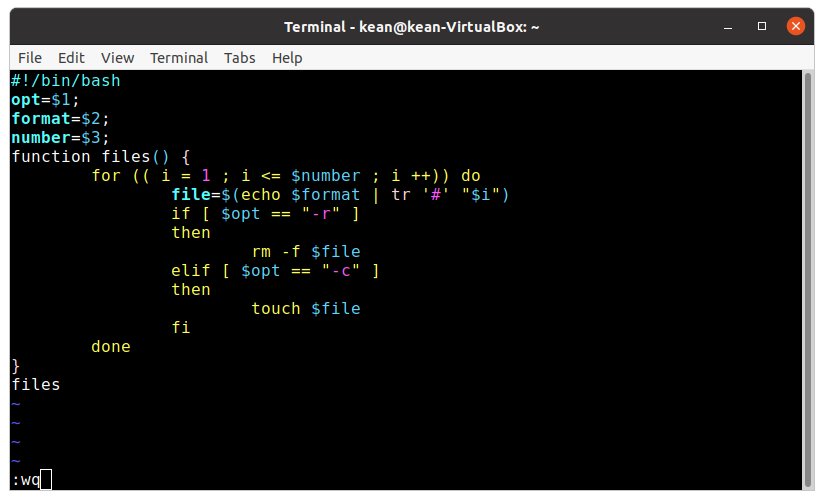 Terminal - kean@kean-VirtualBox: ~
File Edit View Terminal Tabs Help
#!/bin/bash
opt=$1;
format=$2;
number=$3;
function files() {
        for (( i = 1 ; i <= $number ; i ++)) do
                file=$(echo $format | tr '#' "$i")
                if [ $opt == "-r" ]
                then
                        rm -f $file
                elif [ $opt == "-c" ]
                then
                        touch $file
                fi
        done
}
files
~
~
~
~
:wq